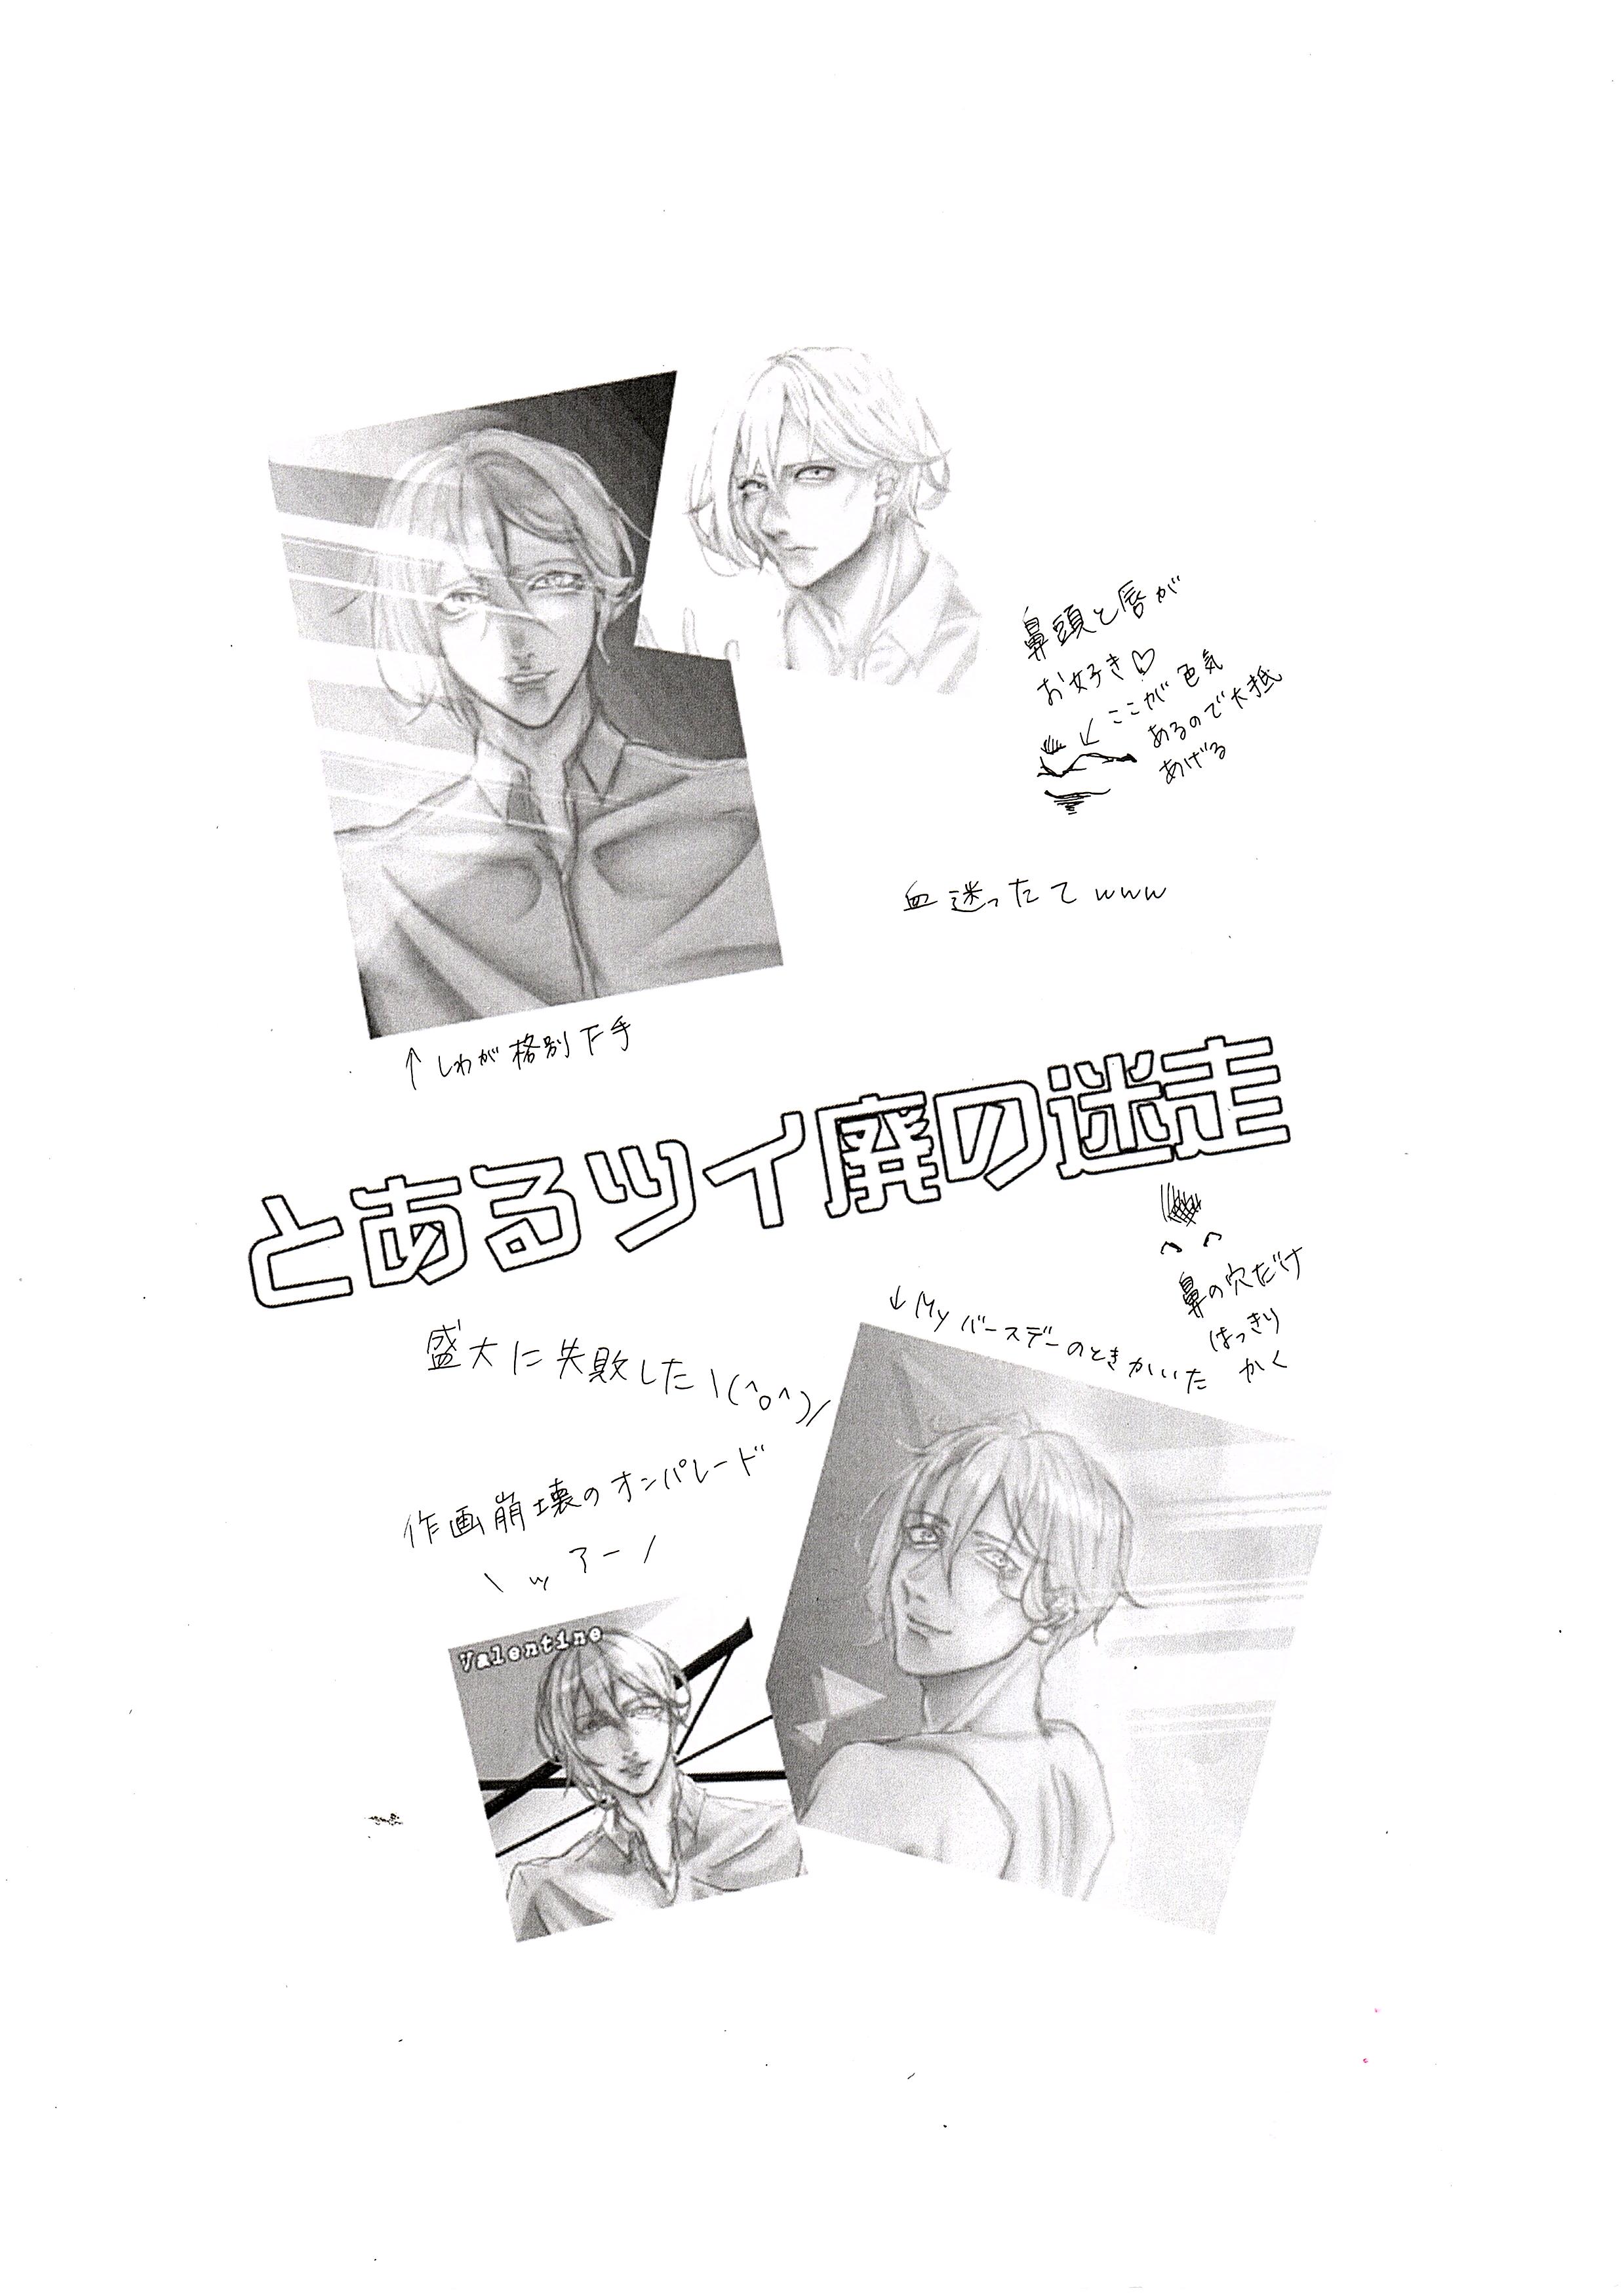 鼻頭と唇が
お好き♡
↙ここが色気
あるので大抵
あげる
血迷ったてwww
↑しわが格別下手
とあるツイ廃の迷走
鼻の穴だけ
はっきり
かく
↓Myバースデーのときかいた
盛大に失敗した\(^o^)/
作画崩壊のオンパレード
\ッアー/
Valentine